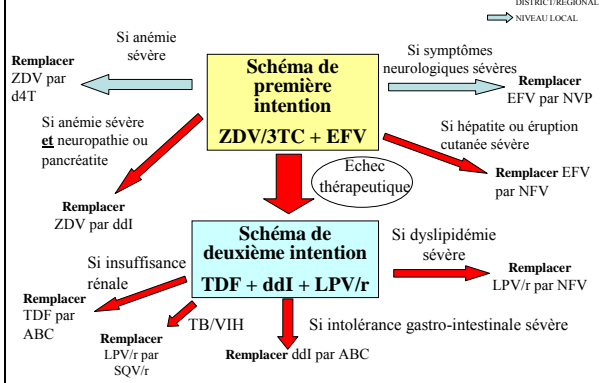 DISTRICT/REGIONAL
NIVEAU LOCAL
Si anémie
sévère
Remplacer
ZDV par
d4T
Schéma de
première
intention
ZDV/3TC + EFV
Si symptômes
neurologiques sévères
Remplacer
EFV par NVP
Si anémie sévère
et neuropathie ou
pancréatite
Remplacer
ZDV par ddI
Echec
thérapeutique
Si hépatite ou éruption
cutanée sévère
Remplacer EFV
par NFV
Schéma de
deuxième intention
TDF + ddI + LPV/r
Si insuffisance
rénale
Remplacer
TDF par
ABC
TB/VIH
Remplacer
LPV/r par
SQV/r
Si intolérance gastro-intestinale sévère
Remplacer ddI par ABC
Si dyslipidémie
sévère
Remplacer
LPV/r par NFV